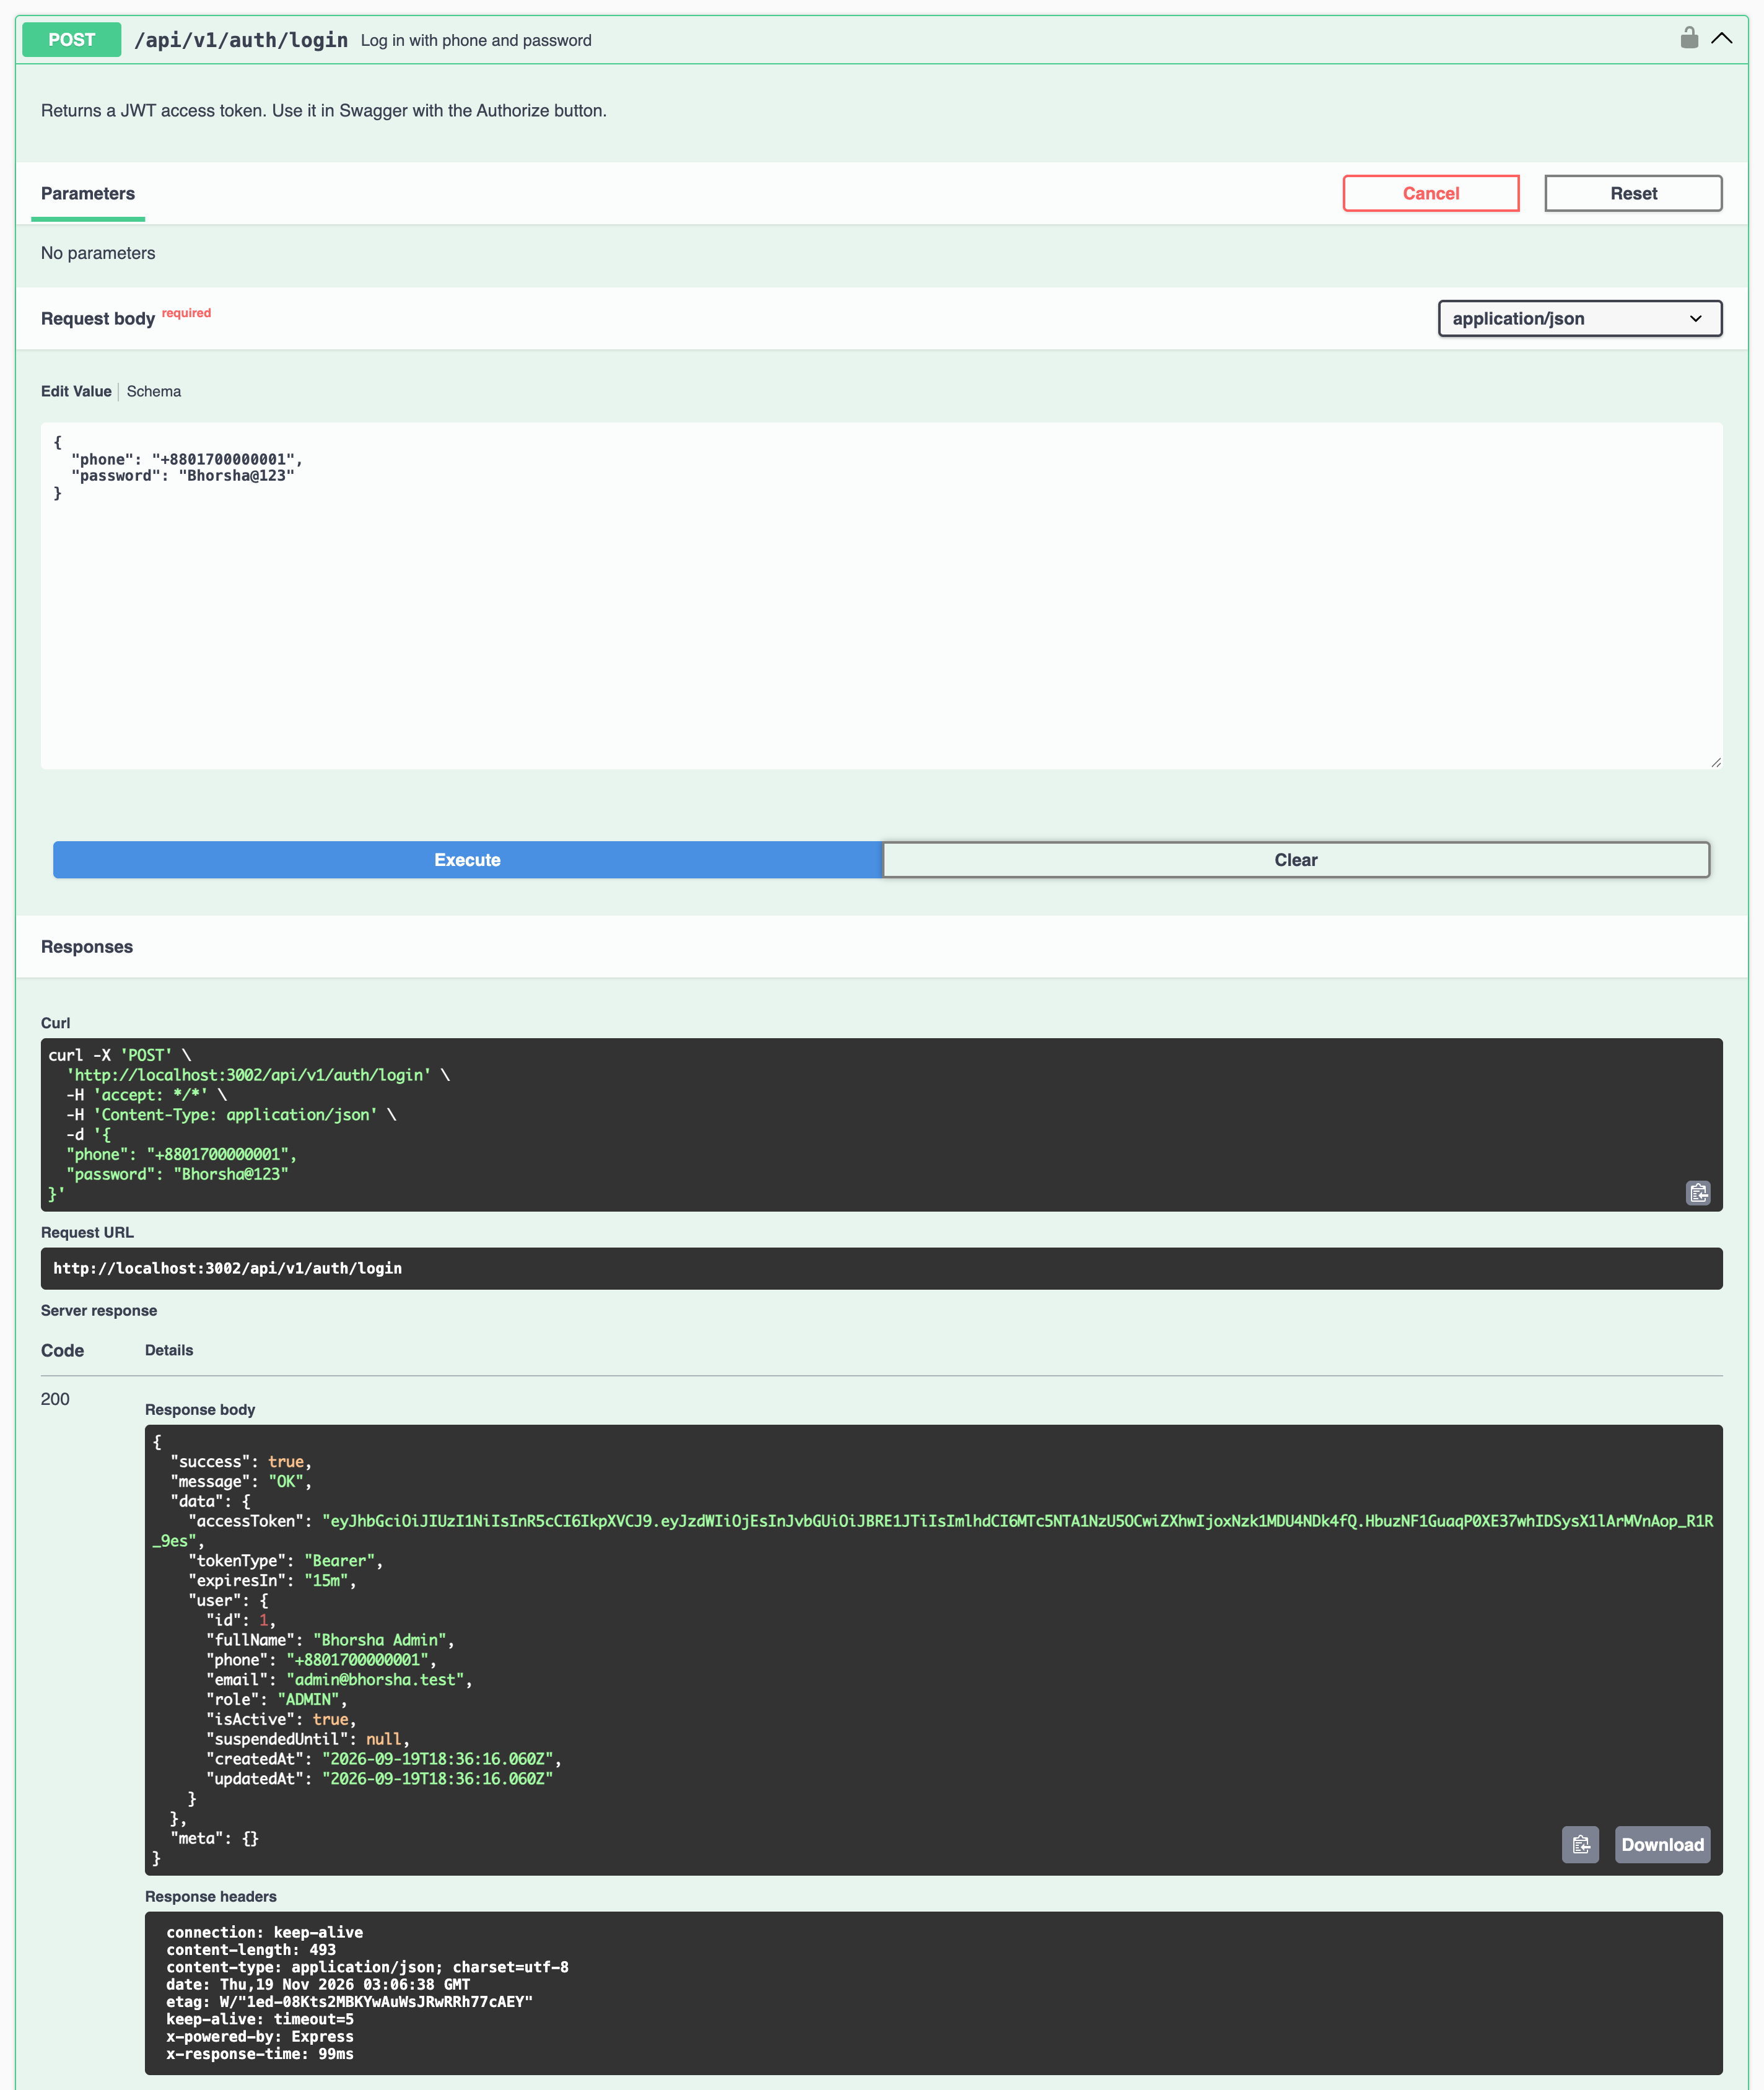 POST /api/v1/auth/login Log in with phone and password
Returns a JWT access token. Use it in Swagger with the Authorize button.
Parameters Cancel Reset
No parameters
Request body required application/json
Edit Value Schema
{
"phone": "+8801700000001",
"password": "Bhorsha@123"
}
Execute Clear
Responses
Curl
curl -X 'POST' \
'http://localhost:3002/api/v1/auth/login' \
-H 'accept: */*' \
-H 'Content-Type: application/json' \
-d '{
"phone": "+8801700000001",
"password": "Bhorsha@123"
}'
Request URL
http://localhost:3002/api/v1/auth/login
Server response
Code Details
200
Response body
{
"success": true,
"message": "OK",
"data": {
"accessToken": "eyJhbGciOiJIUzI1NiIsInR5cCI6IkpXVCJ9.eyJzdWIiOjEsInJvbGUiOiJBRE1JTiIsImlhdCI6MTc5NTA1NzU5OCwiZXhwIjoxNzk1MDU4NDk4fQ.HbuzNF1GuaqP0XE37whIDSysX1lArMVnAop_R1R
_9es",
"tokenType": "Bearer",
"expiresIn": "15m",
"user": {
"id": 1,
"fullName": "Bhorsha Admin",
"phone": "+8801700000001",
"email": "admin@bhorsha.test",
"role": "ADMIN",
"isActive": true,
"suspendedUntil": null,
"createdAt": "2026-09-19T18:36:16.060Z",
"updatedAt": "2026-09-19T18:36:16.060Z"
}
},
"meta": {}
}
Download
Response headers
connection: keep-alive
content-length: 493
content-type: application/json; charset=utf-8
date: Thu,19 Nov 2026 03:06:38 GMT
etag: W/"1ed-08Kts2MBKYwAuWsJRwRRh77cAEY"
keep-alive: timeout=5
x-powered-by: Express
x-response-time: 99ms